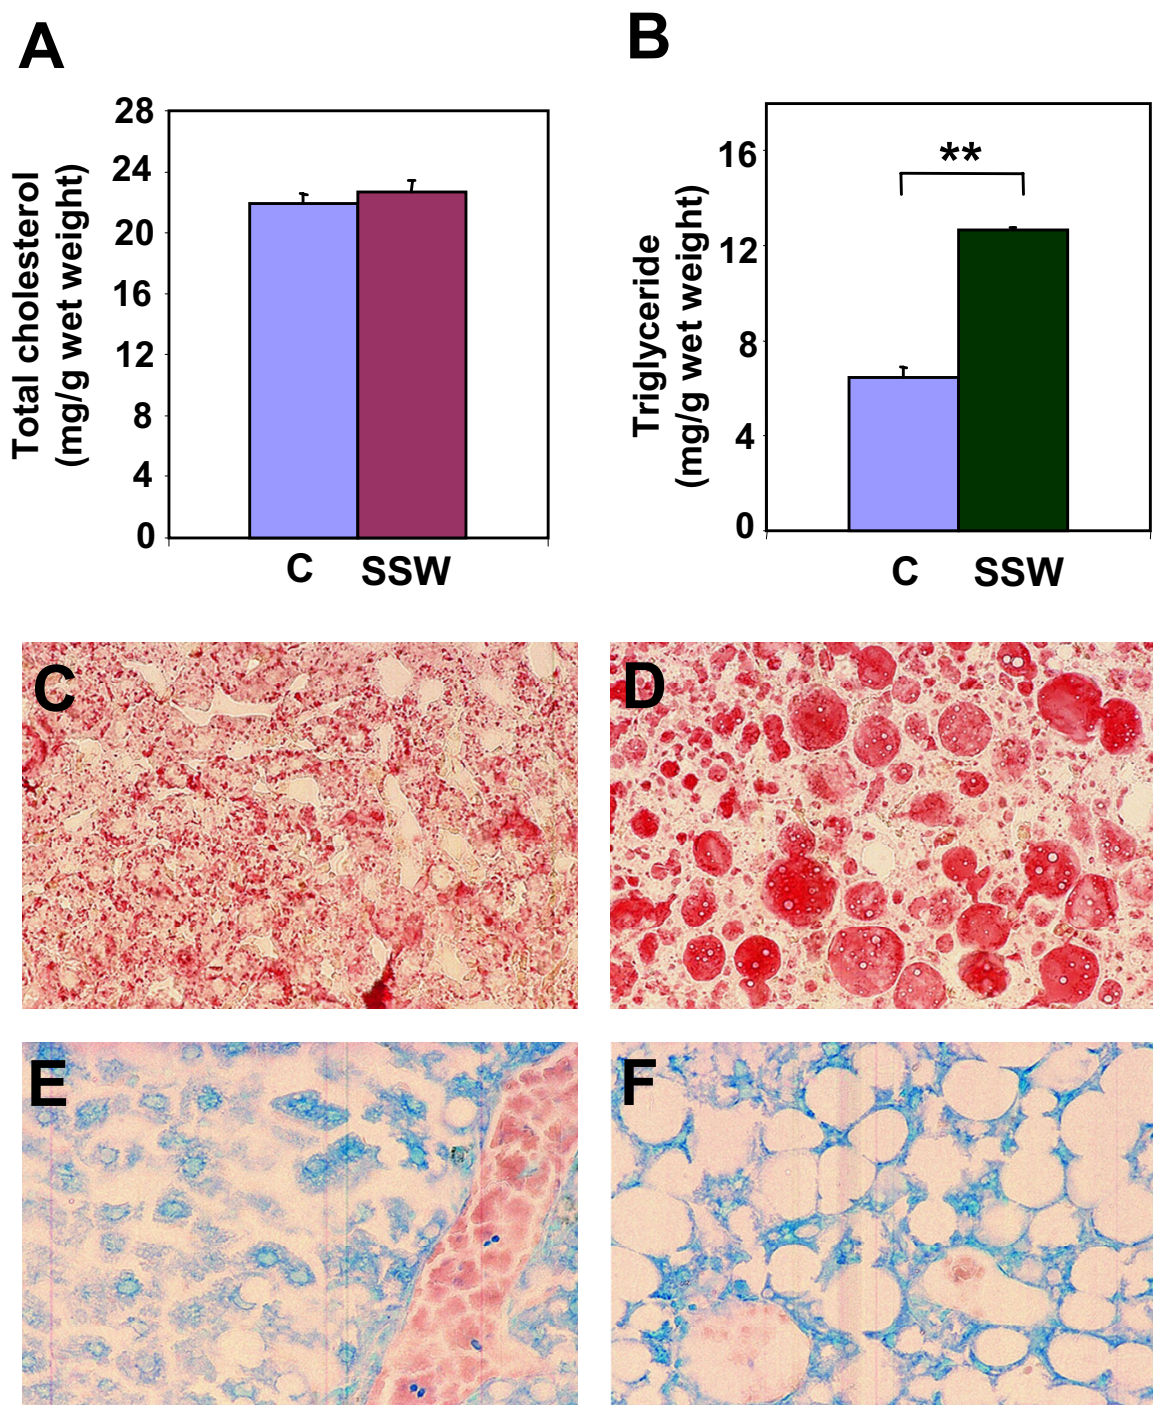 A
Total cholesterol
(mg/g wet weight)
28
24
20
16
12
8
4
0
C
SSW
B
Triglyceride
(mg/g wet weight)
16
12
8
4
0
**
C
SSW
C
D
E
F